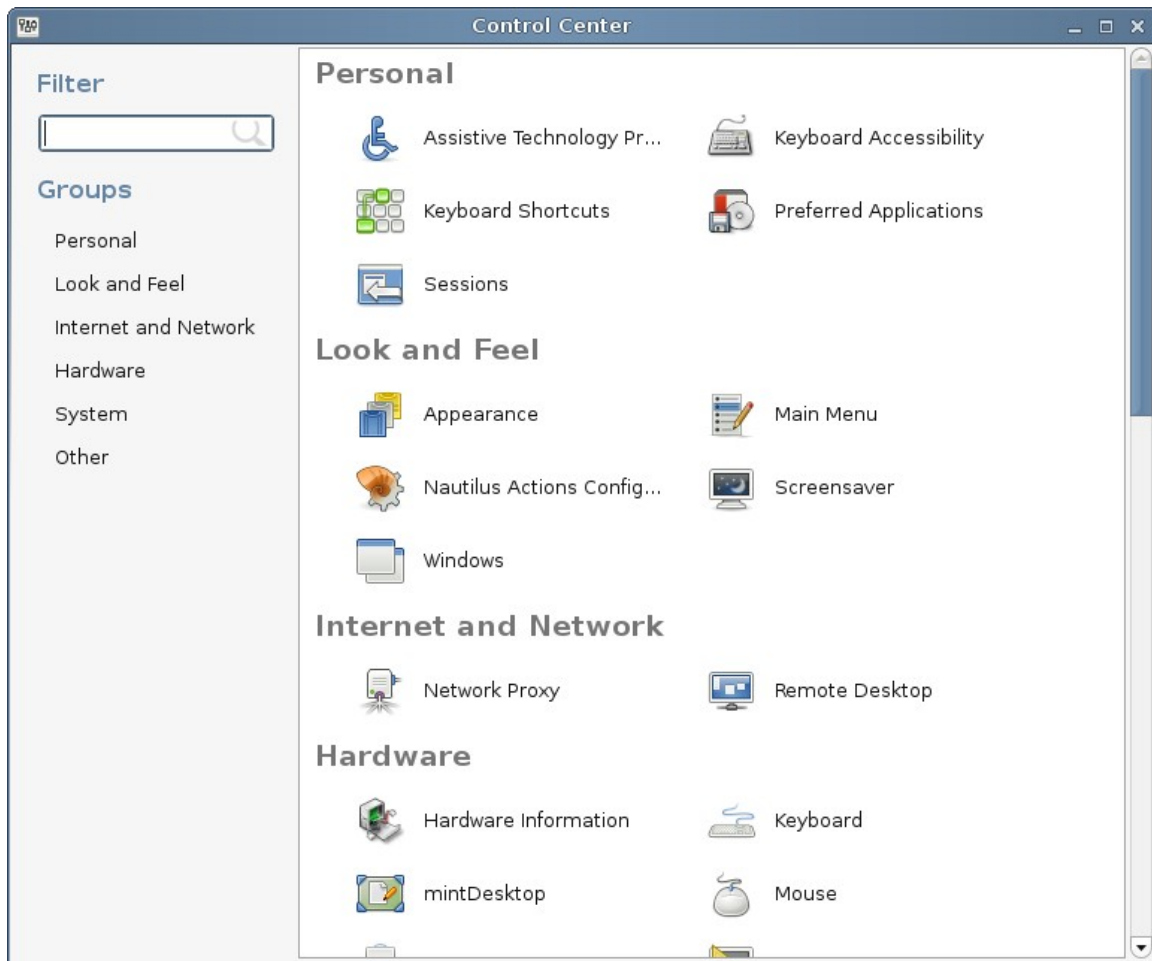 Control Center
Filter
Groups
Personal
Look and Feel
Internet and Network
Hardware
System
Other
Personal
Assistive Technology Pr... Keyboard Accessibility
Keyboard Shortcuts Preferred Applications
Sessions
Look and Feel
Appearance Main Menu
Nautilus Actions Config... Screensaver
Windows
Internet and Network
Network Proxy Remote Desktop
Hardware
Hardware Information Keyboard
mintDesktop Mouse